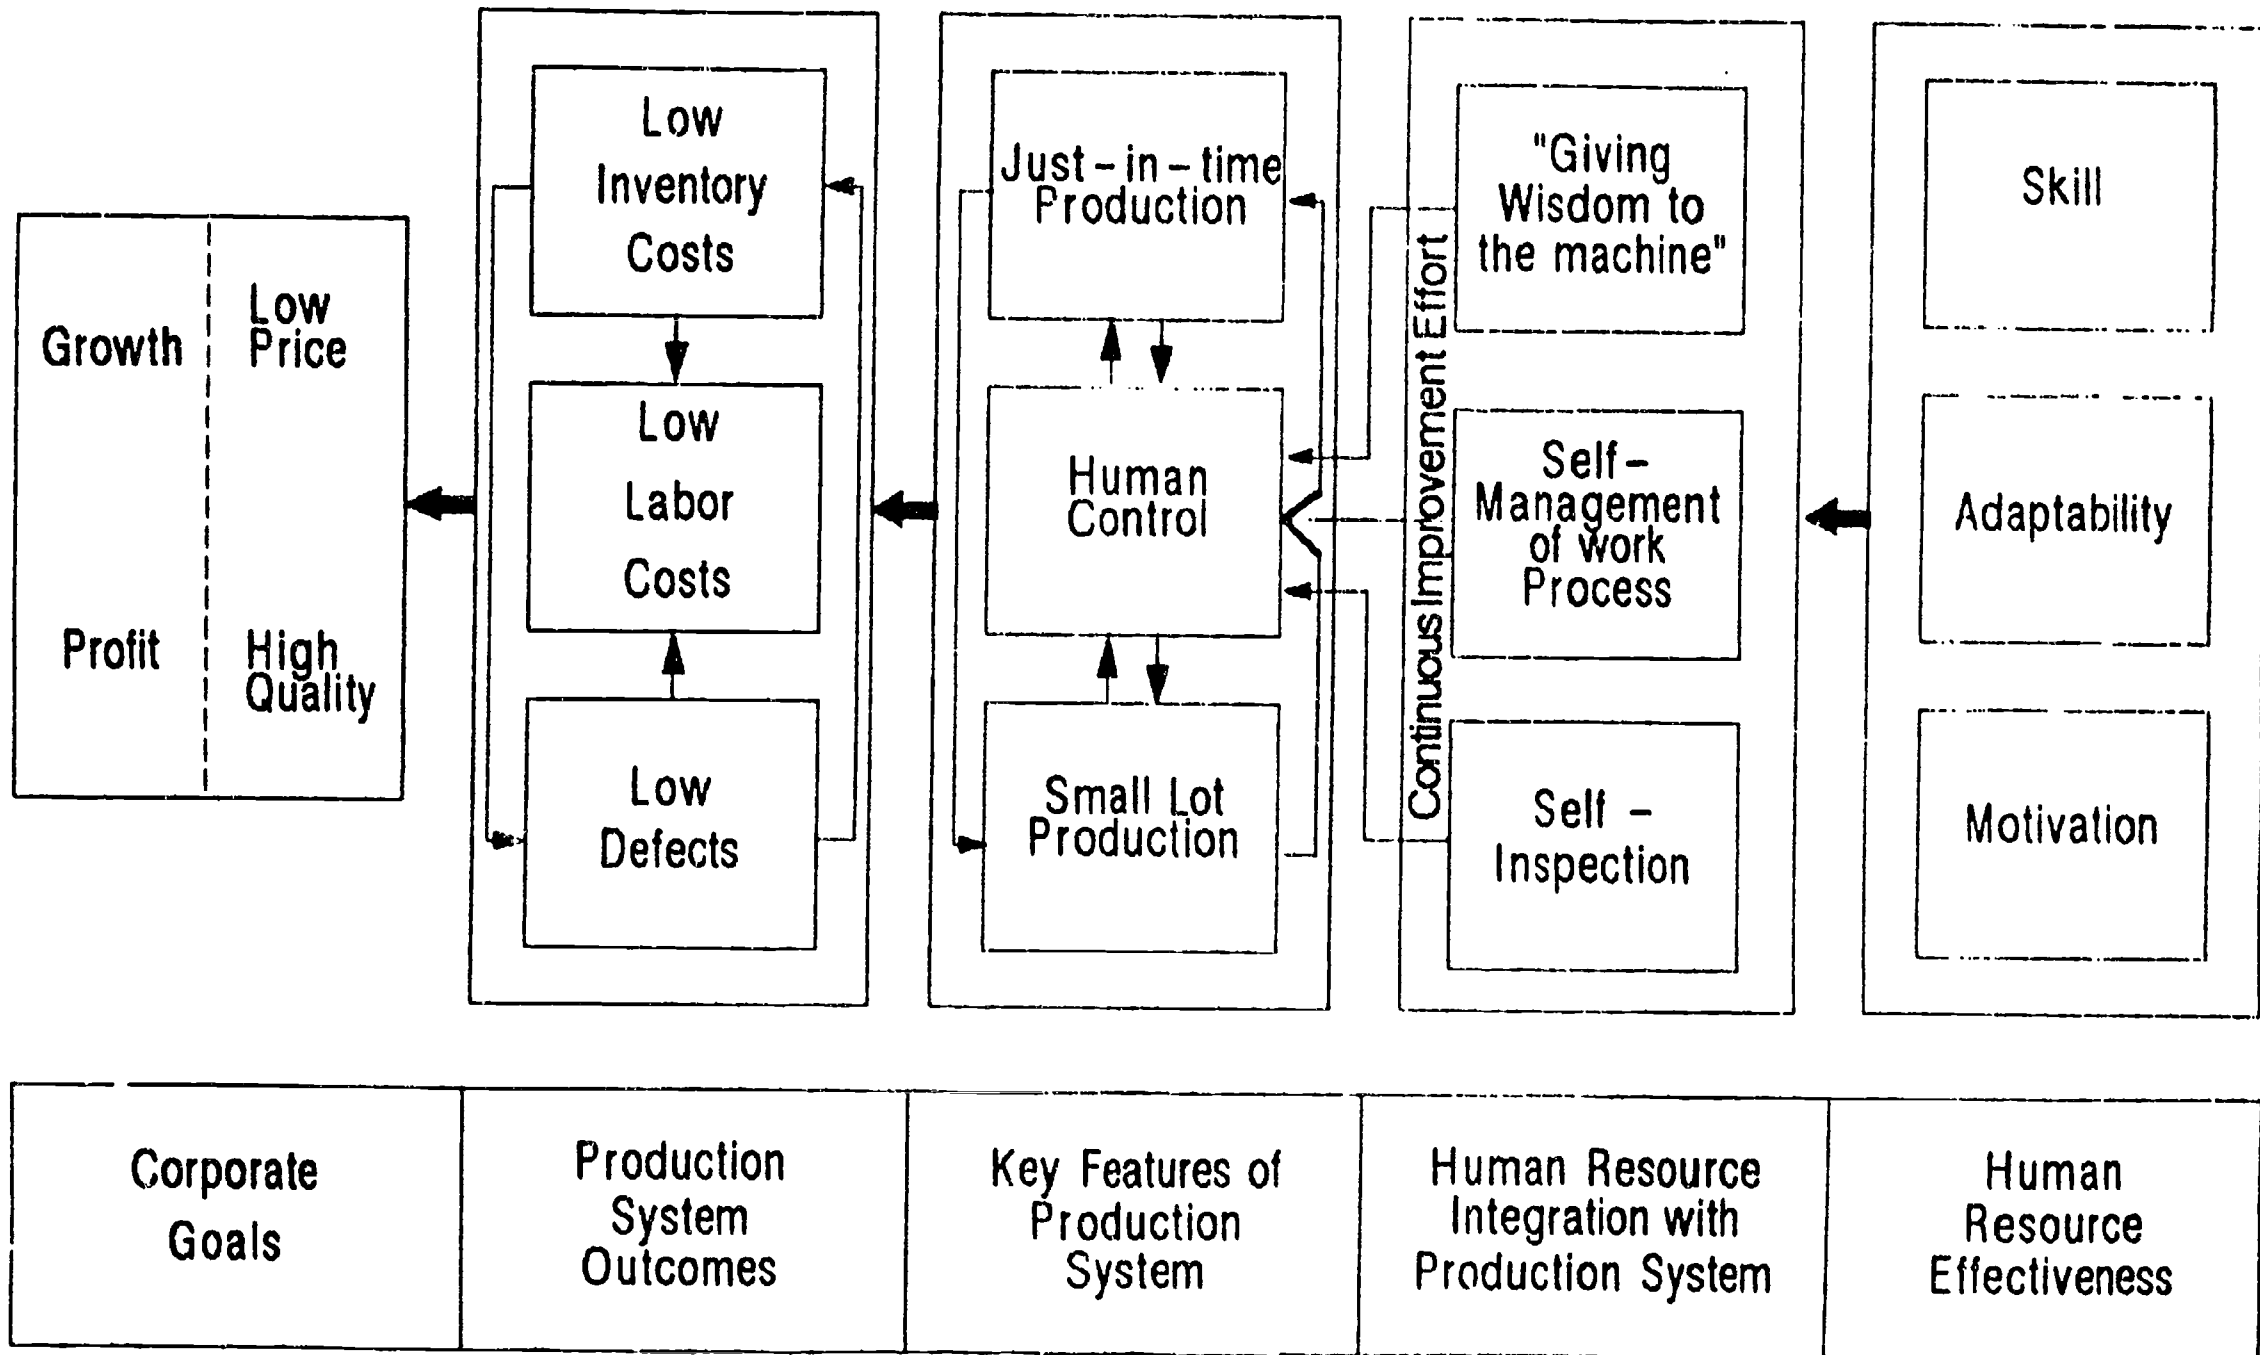 Growth
Profit
Low
Price
High
Quality
Low
Inventory
Costs
Low
Labor
Costs
Low
Defects
Just-in-time
Production
Human
Control
Small Lot
Production
Continuous Improvement Effort
"Giving
Wisdom to
the machine"
Self-
Management
of work
Process
Self -
Inspection
Skill
Adaptability
Motivation
Corporate
Goals
Production
System
Outcomes
Key Features of
Production
System
Human Resource
Integration with
Production System
Human
Resource
Effectiveness